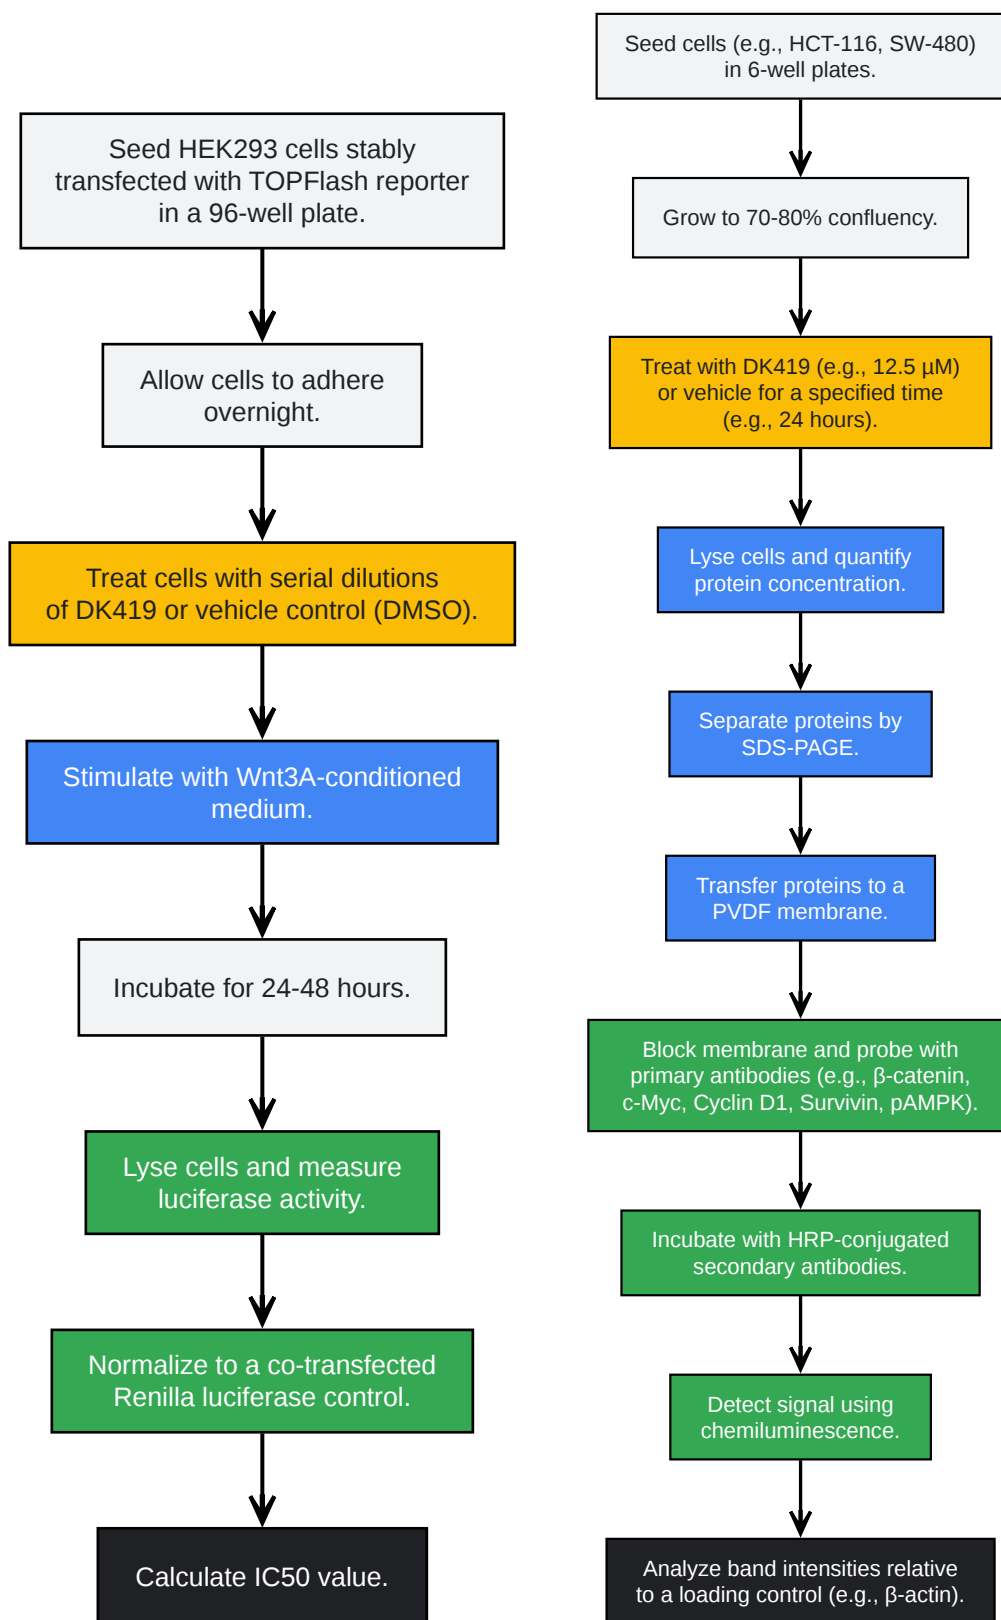 Seed HEK293 cells stably
transfected with TOPFlash reporter
in a 96-well plate.
Allow cells to adhere
overnight.
Treat cells with serial dilutions
of DK419 or vehicle control (DMSO).
Stimulate with Wnt3A-conditioned
medium.
Incubate for 24-48 hours.
Lyse cells and measure
luciferase activity.
Normalize to a co-transfected
Renilla luciferase control.
Calculate IC50 value.
Seed cells (e.g., HCT-116, SW-480)
in 6-well plates.
Grow to 70-80% confluency.
Treat with DK419 (e.g., 12.5 µM)
or vehicle for a specified time
(e.g., 24 hours).
Lyse cells and quantify
protein concentration.
Separate proteins by
SDS-PAGE.
Transfer proteins to a
PVDF membrane.
Block membrane and probe with
primary antibodies (e.g., β-catenin,
c-Myc, Cyclin D1, Survivin, pAMPK).
Incubate with HRP-conjugated
secondary antibodies.
Detect signal using
chemiluminescence.
Analyze band intensities relative
to a loading control (e.g., β-actin).